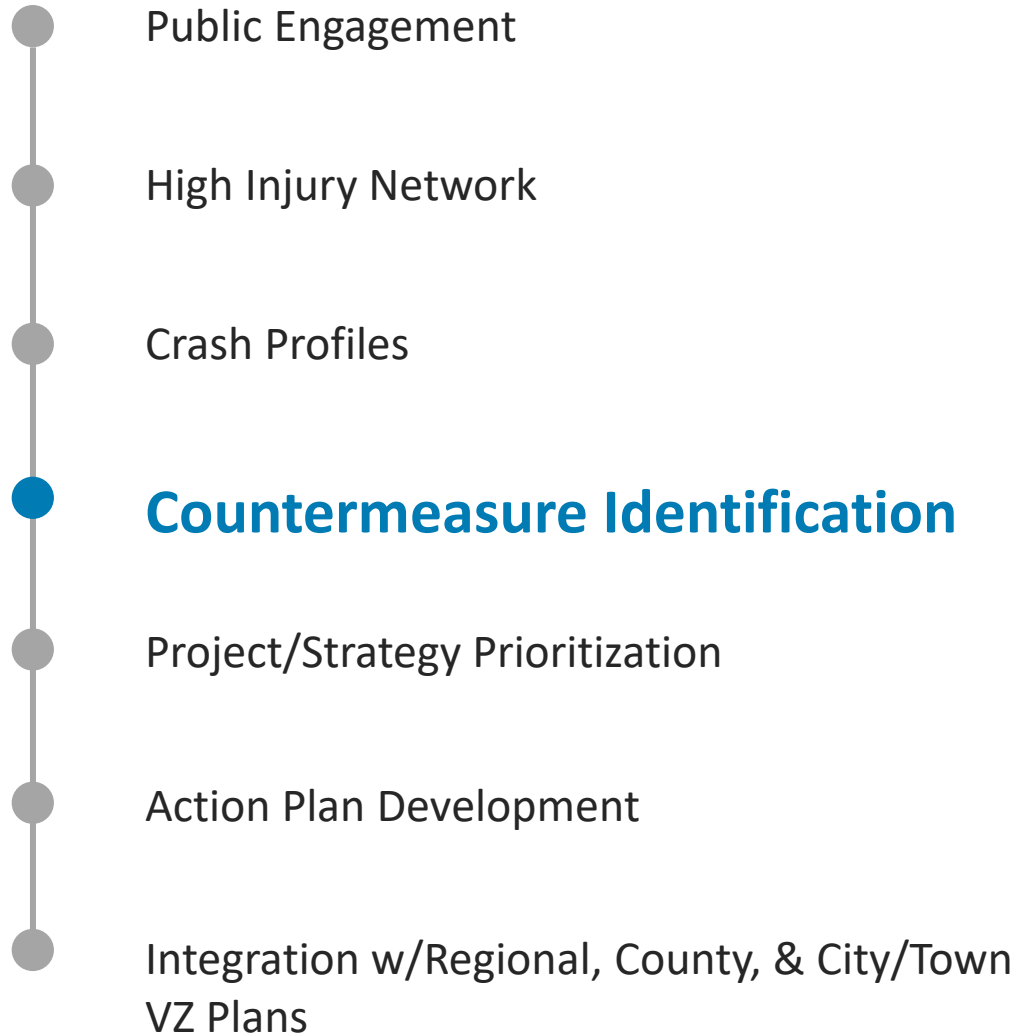 Public Engagement
High Injury Network
Crash Profiles
Countermeasure Identification
Project/Strategy Prioritization
Action Plan Development
Integration w/Regional, County, & City/Town
VZ Plans